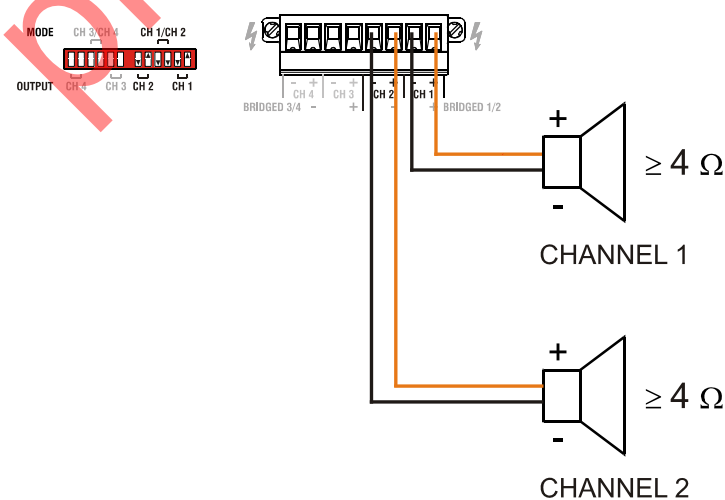 MODE CH 3/CH 4 CH 1/CH 2
OUTPUT CH 4 CH 3 CH 2 CH 1
- + - + - + - +
CH 4 CH 3 CH 2 CH 1
BRIDGED 3/4 - + - + BRIDGED 1/2
+
≥ 4 Ω
-
CHANNEL 1
+
≥ 4 Ω
-
CHANNEL 2